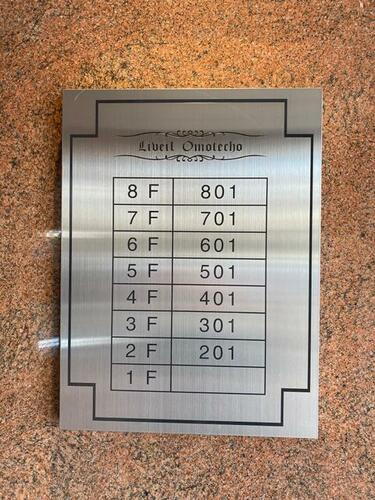 Liveil Omotecho
8 F 801
7 F 701
6 F 601
5 F 501
4 F 401
3 F 301
2 F 201
1 F